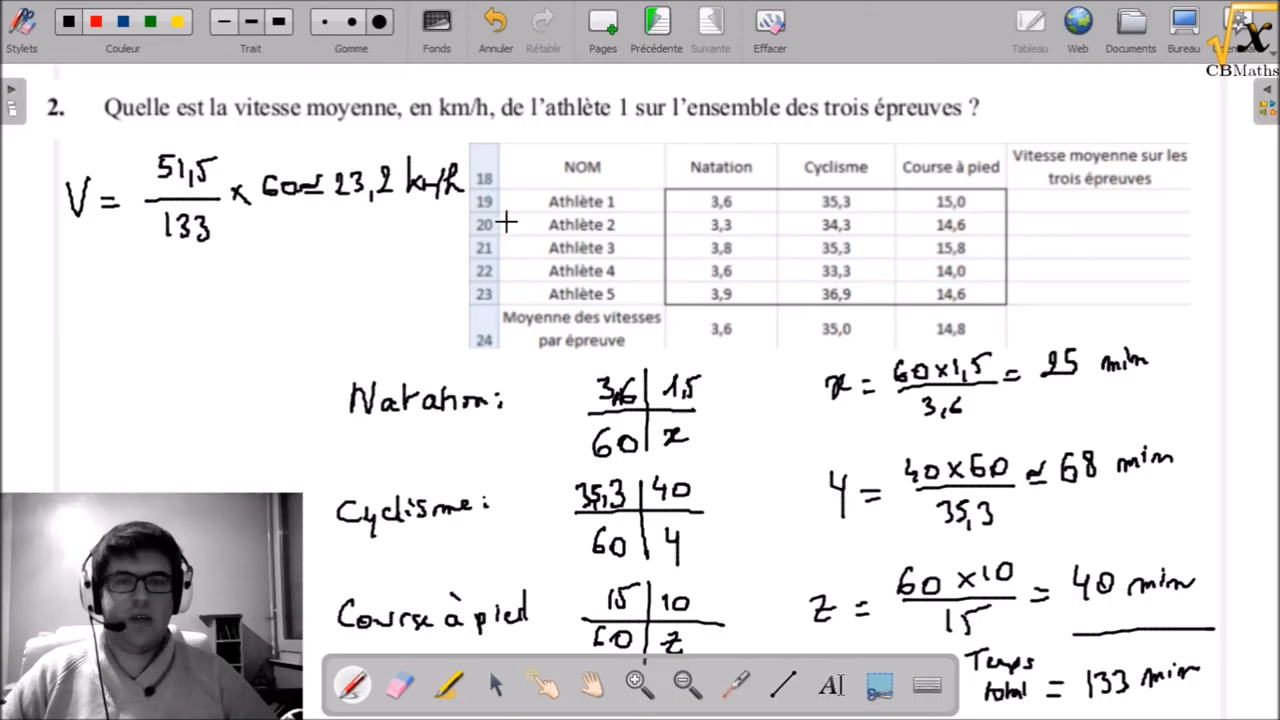 Stylets Couleur Trait Gomme Fonds Annuler Rétablir Pages Précédente Suivante Effacer Tableau Web Documents Bureau
CBMaths
2. Quelle est la vitesse moyenne, en km/h, de l'athlète 1 sur l'ensemble des trois épreuves ?
V = 51,5 / 133 × 60 ≃ 23,2 km/h
18 NOM Natation Cyclisme Course à pied Vitesse moyenne sur les trois épreuves
19 Athlète 1 3,6 35,3 15,0
20 Athlète 2 3,3 34,3 14,6
21 Athlète 3 3,8 35,3 15,8
22 Athlète 4 3,6 33,3 14,0
23 Athlète 5 3,9 36,9 14,6
24 Moyenne des vitesses par épreuve 3,6 35,0 14,8
Natation: 3,6 | 1,5
60 | x
x = 60×1,5 / 3,6 = 25 min
Cyclisme: 35,3 | 40
60 | y
y = 40×60 / 35,3 ≃ 68 min
Course à pied 15 | 10
60 | z
z = 60×10 / 15 = 40 min
Temps total = 133 min
AI